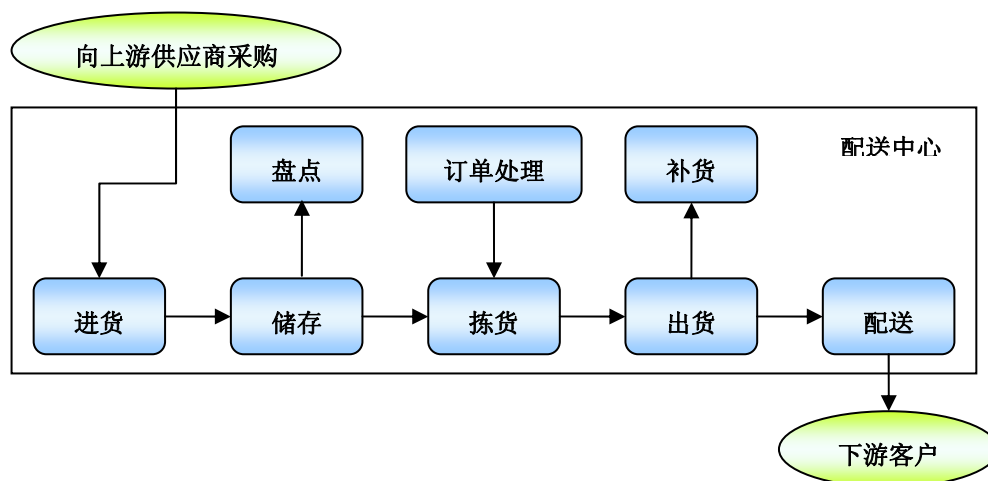 向上游供应商采购
配送中心
盘点
订单处理
补货
进货
储存
拣货
出货
配送
下游客户